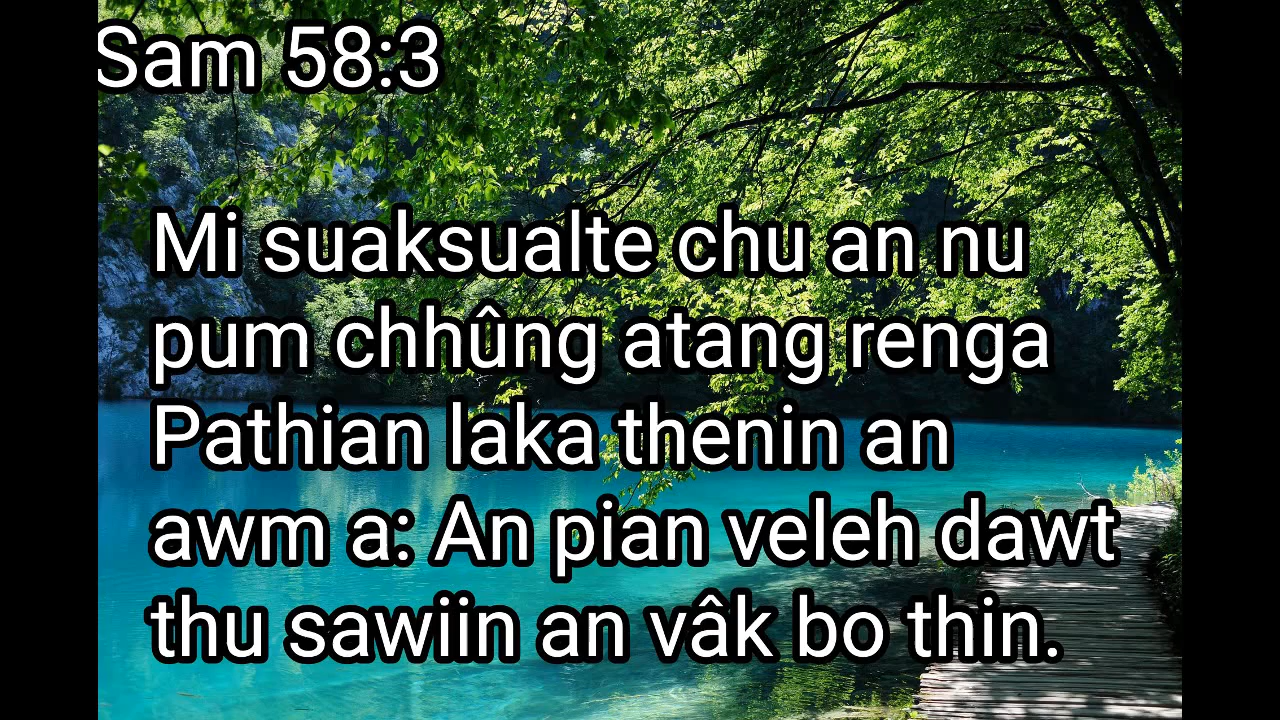 Sam 58:3
Mi suaksualte chu an nu
pum chhûng atang renga
Pathian laka thenin an
awm a: An pian veleh dawt
thu sawiin an vâk bo thin.